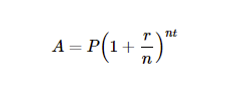 A = P(1 + r/n)^{nt}